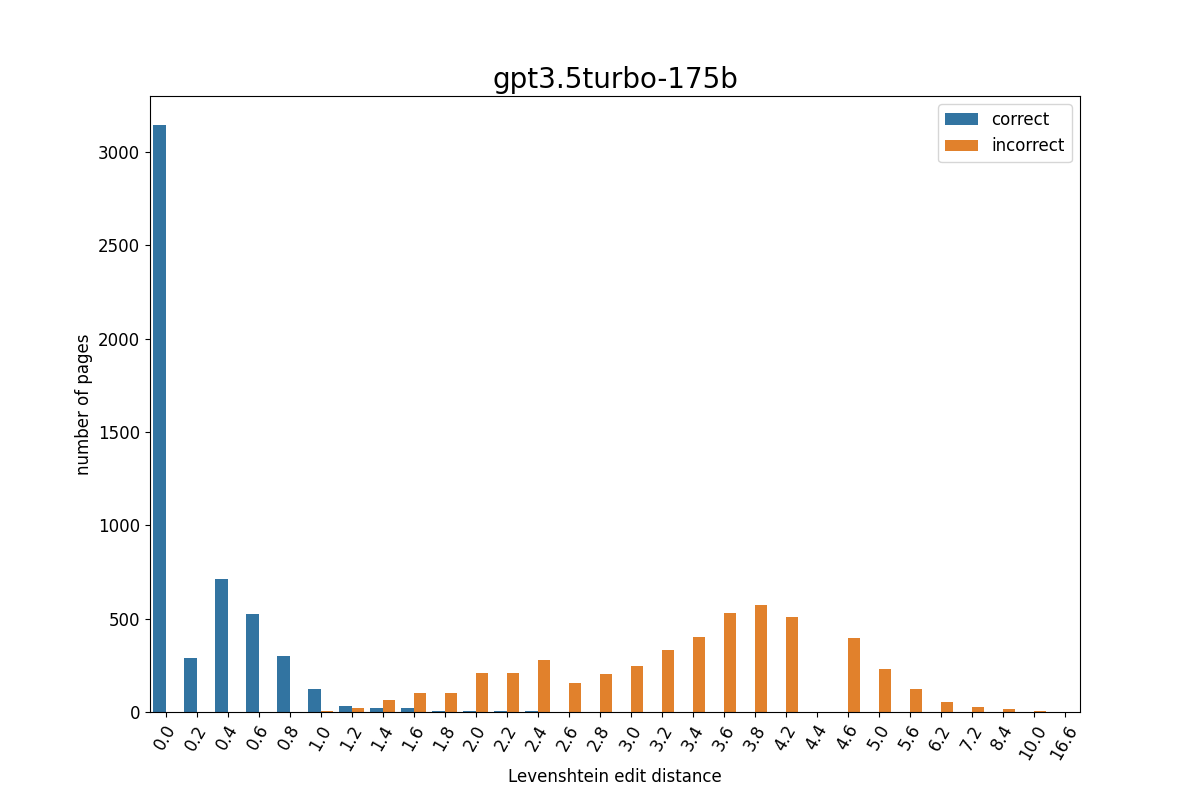 gpt3.5turbo-175b
correct
incorrect
3000
2500
2000
1500
1000
500
0
number of pages
0.0 0.2 0.4 0.6 0.8 1.0 1.2 1.4 1.6 1.8 2.0 2.2 2.4 2.6 2.8 3.0 3.2 3.4 3.6 3.8 4.2 4.4 4.6 5.0 5.6 6.2 7.2 8.4 10.0 16.6
Levenshtein edit distance